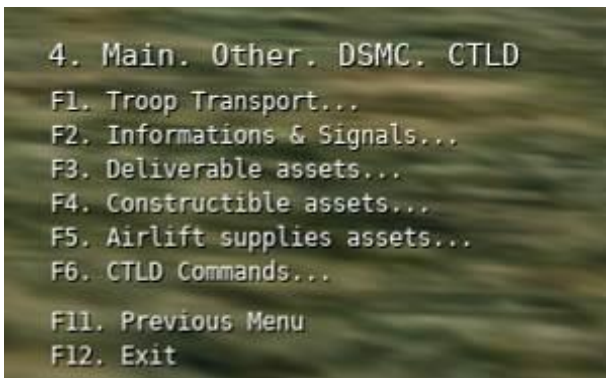 4. Main. Other. DSMC. CTLD
F1. Troop Transport...
F2. Informations & Signals...
F3. Deliverable assets...
F4. Constructible assets...
F5. Airlift supplies assets...
F6. CTLD Commands...
F11. Previous Menu
F12. Exit